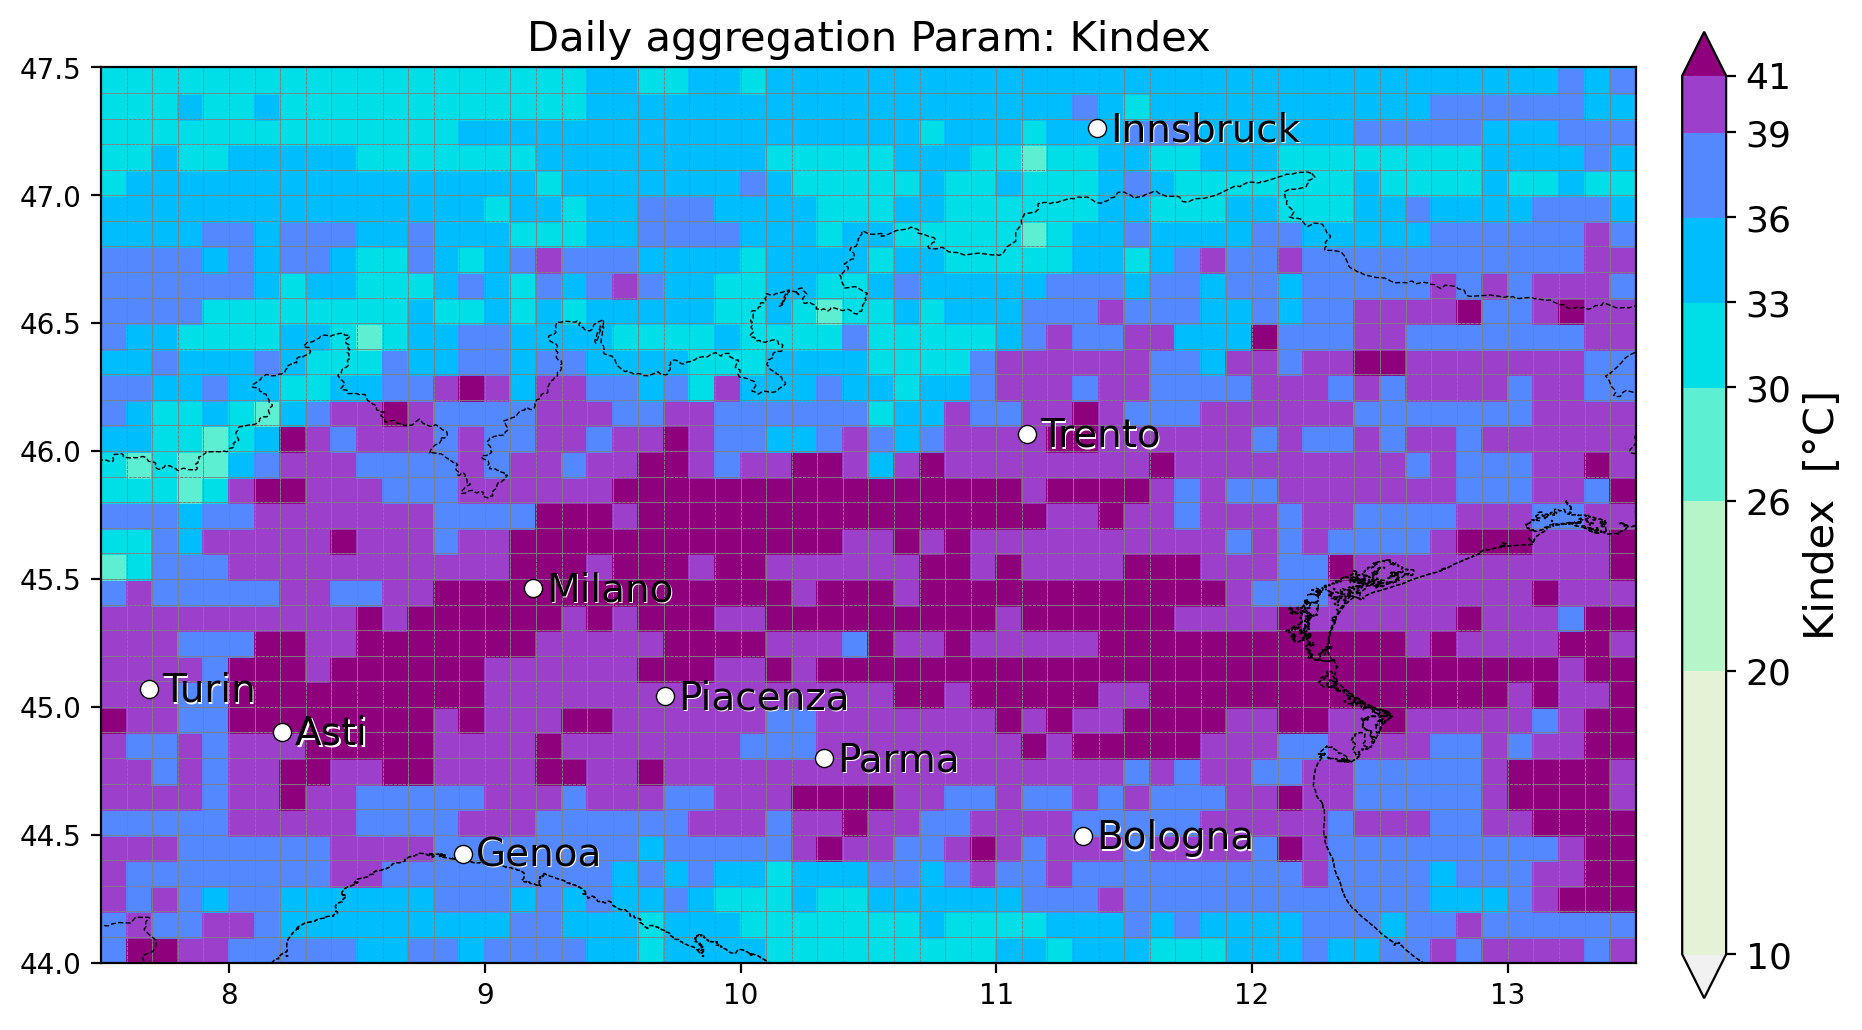 Daily aggregation Param: Kindex
47.5
47.0
46.5
46.0
45.5
45.0
44.5
44.0
8
9
10
11
12
13
Innsbruck
Trento
Milano
Turin
Piacenza
Asti
Parma
Bologna
Genoa
41
39
36
33
30
26
20
10
Kindex [°C]